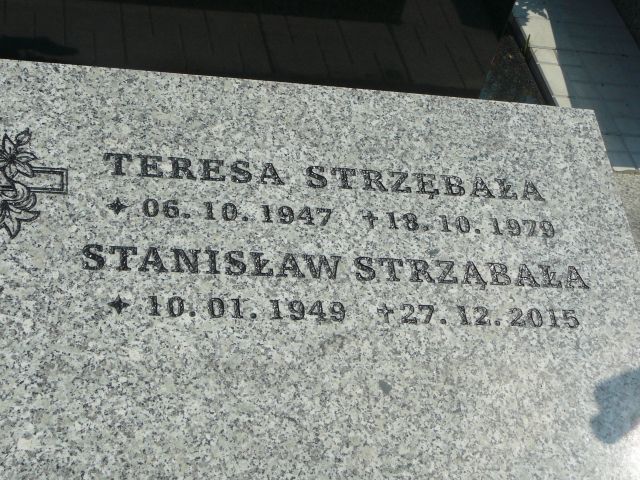 TERESA STRZĘBAŁA
✦ 06.10.1947 ✝18.10.1979
STANISŁAW STRZĄBAŁA
✦ 10.01.1949 ✝27.12.2015